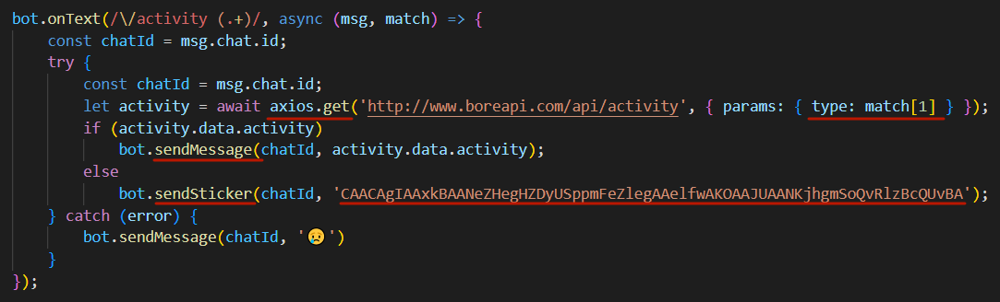 bot.onText(/\/activity (.+)/, async (msg, match) => {
const chatId = msg.chat.id;
try {
const chatId = msg.chat.id;
let activity = await axios.get('http://www.boreapi.com/api/activity', { params: { type: match[1] } });
if (activity.data.activity)
bot.sendMessage(chatId, activity.data.activity);
else
bot.sendSticker(chatId, 'CAACAgIAAxkBAANeZHegHZDyUSppmFeZlegAAelfwAKOAAJUAANKjhgmSoQvRlzBcQUvBA');
} catch (error) {
bot.sendMessage(chatId, '😢')
}
});